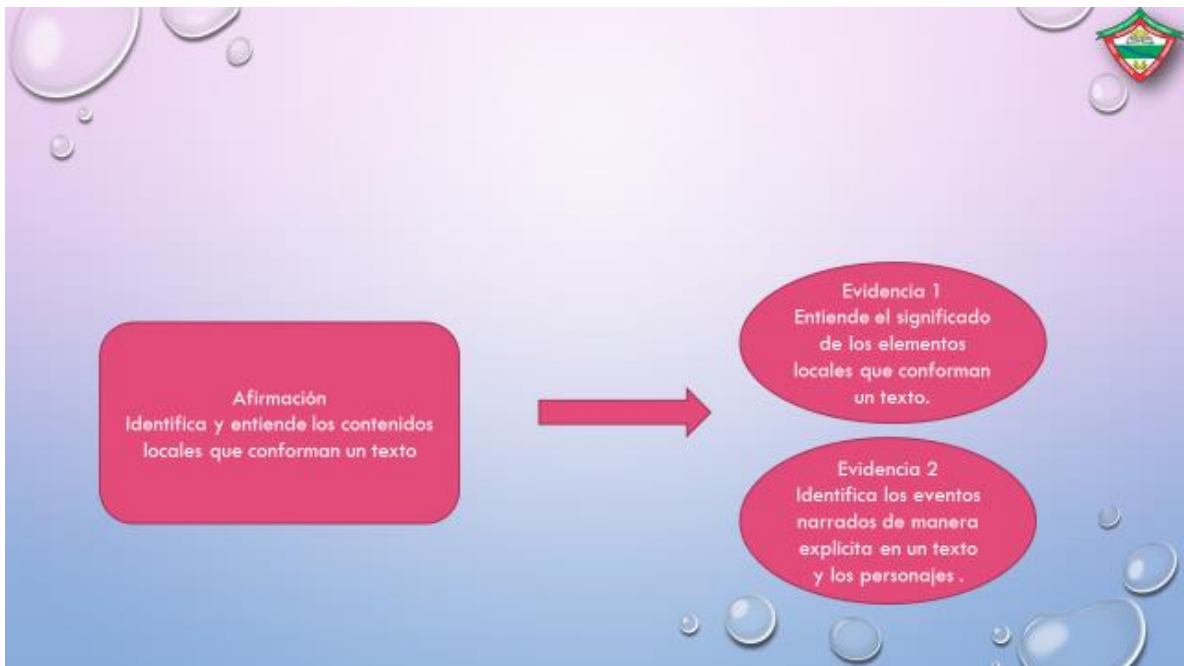 Afirmación
Identifica y entiende los contenidos
locales que conforman un texto
Evidencia 1
Entiende el significado
de los elementos
locales que conforman
un texto.
Evidencia 2
Identifica los eventos
narrados de manera
explícita en un texto
y los personajes .